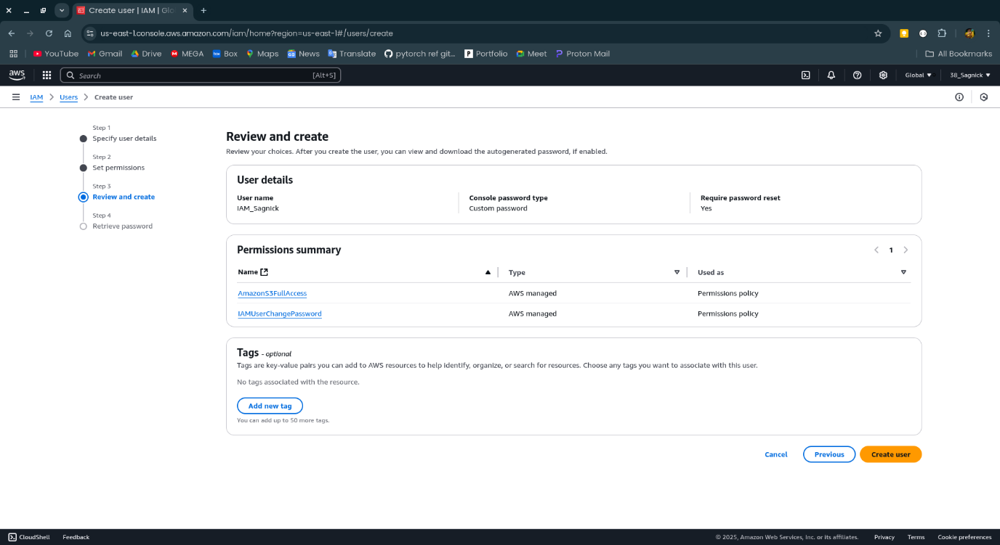 Create user | IAM | Glo
us-east-1.console.aws.amazon.com/iam/home?region=us-east-1#/users/create
YouTube Gmail Drive MEGA Box Maps News Translate pytorch ref git... Portfolio Meet Proton Mail All Bookmarks
aws Search [Alt+S] Global 38_Sagnick
IAM Users Create user
Step 1
Specify user details
Step 2
Set permissions
Step 3
Review and create
Step 4
Retrieve password
Review and create
Review your choices. After you create the user, you can view and download the autogenerated password, if enabled.
User details
User name Console password type Require password reset
IAM_Sagnick Custom password Yes
Permissions summary 1
Name Type Used as
AmazonS3FullAccess AWS managed Permissions policy
IAMUserChangePassword AWS managed Permissions policy
Tags - optional
Tags are key-value pairs you can add to AWS resources to help identify, organize, or search for resources. Choose any tags you want to associate with this user.
No tags associated with the resource.
Add new tag
You can add up to 50 more tags.
Cancel Previous Create user
CloudShell Feedback © 2025, Amazon Web Services, Inc. or its affiliates. Privacy Terms Cookie preferences